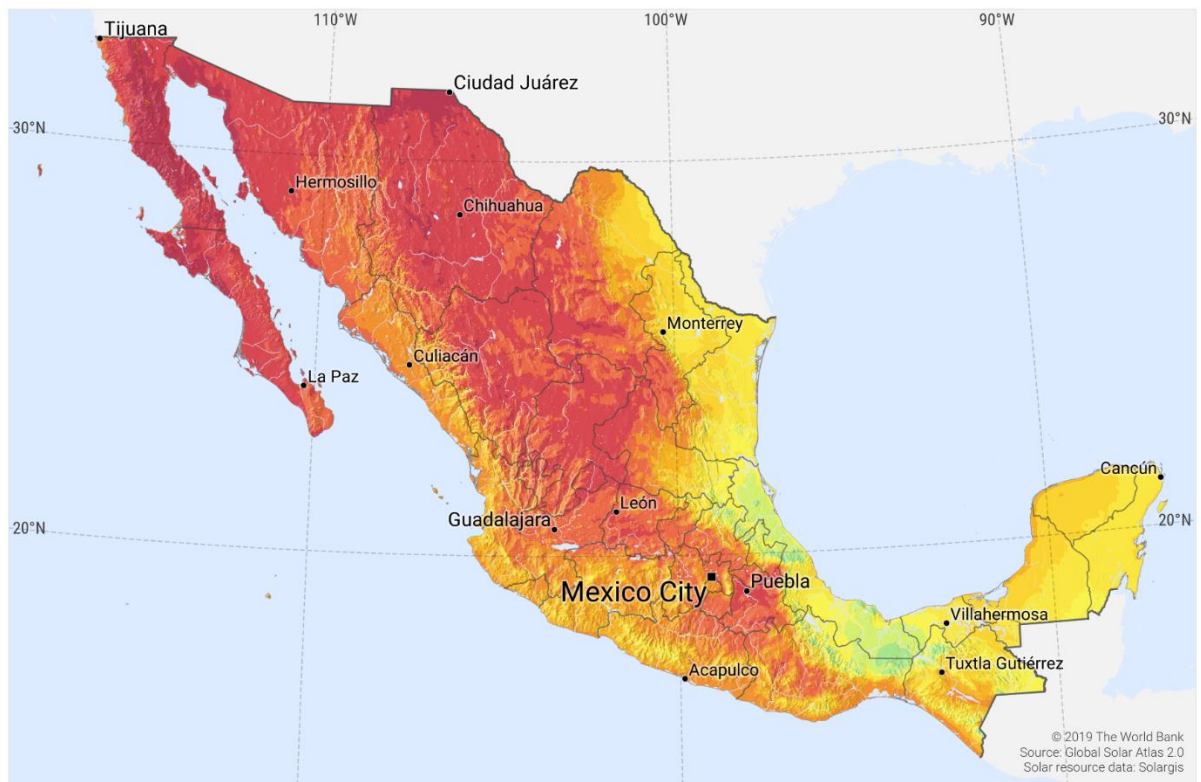 110°W
100°W
90°W
Tijuana
Ciudad Juárez
30°N
30°N
Hermosillo
Chihuahua
Monterrey
Culiacán
La Paz
Cancún
León
Guadalajara
20°N
20°N
Mexico City
Puebla
Villahermosa
Acapulco
Tuxtla Gutiérrez
© 2019 The World Bank
Source: Global Solar Atlas 2.0
Solar resource data: Solargis